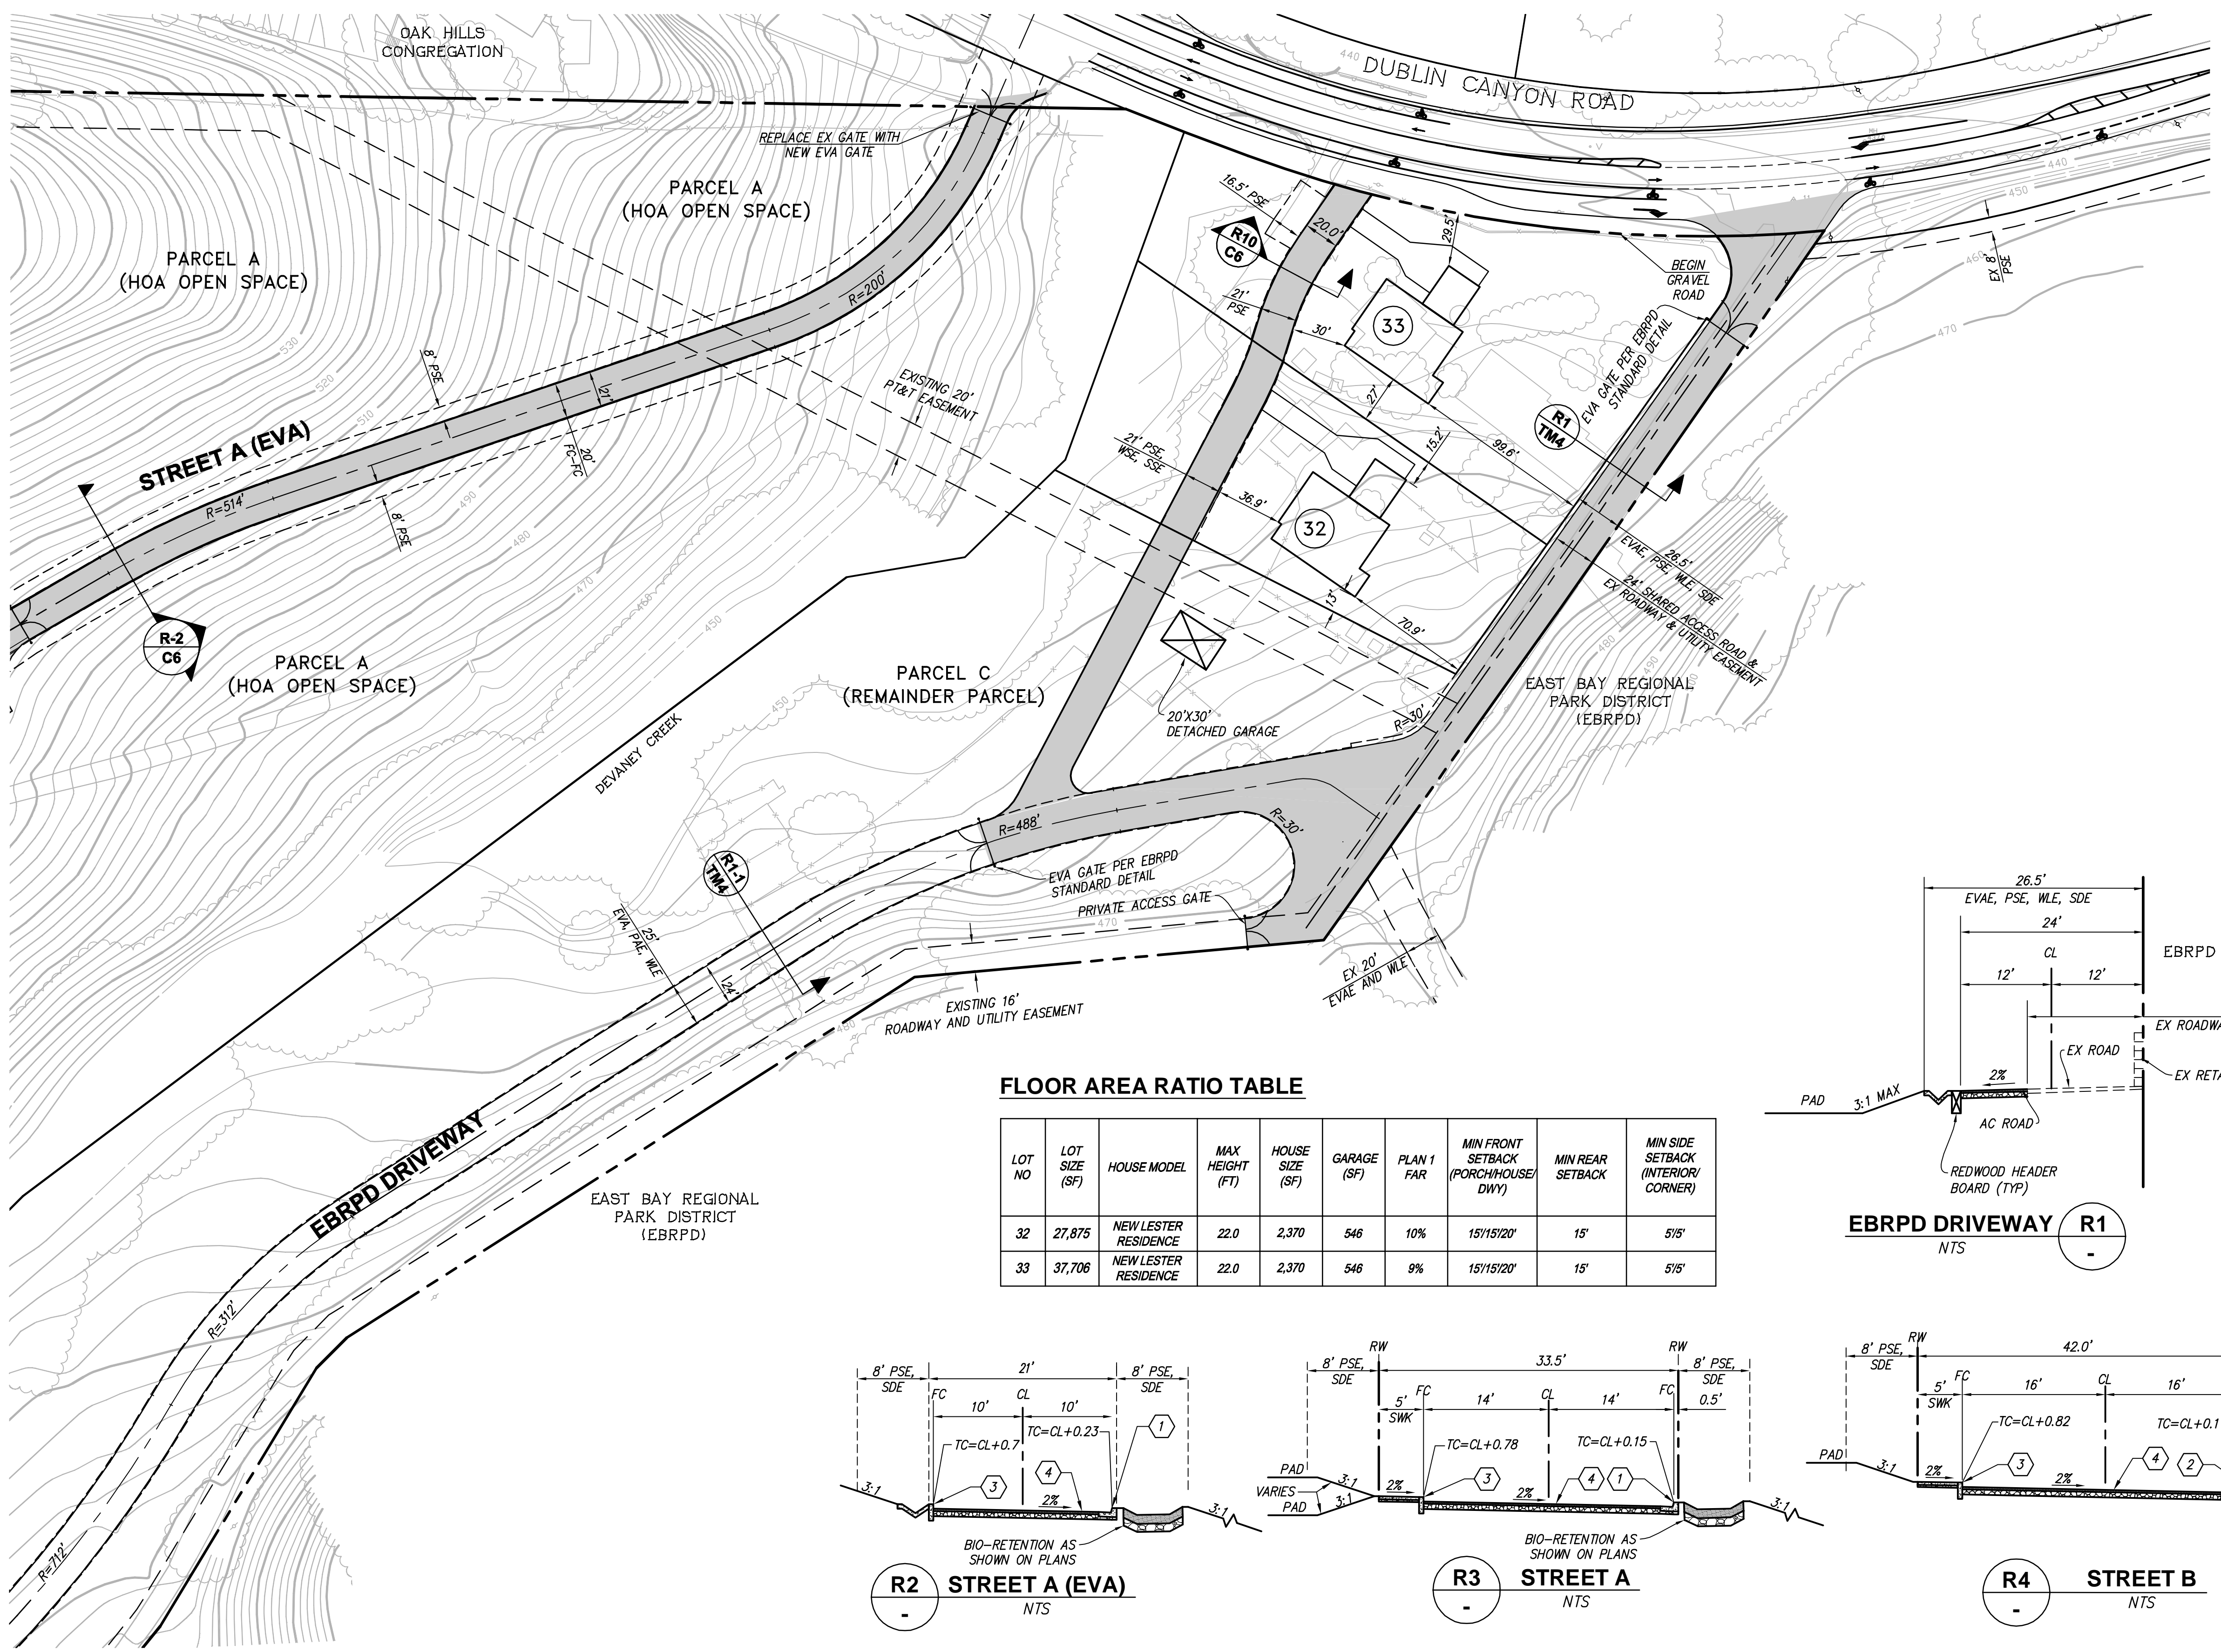 OAK HILLS
CONGREGATION
440
DUBLIN CANYON ROAD
REPLACE EX GATE WITH
NEW EVA GATE
PARCEL A
(HOA OPEN SPACE)
PARCEL A
(HOA OPEN SPACE)
530
520
510
490
480
470
460
450
STREET A (EVA)
R=514'
R=200'
8' PSE
8' PSE
21'
20'
FC-FC
EXISTING 20'
PT&T EASEMENT
R-2
C6
PARCEL A
(HOA OPEN SPACE)
16.5' PSE
20.0'
R10
C6
29.5'
21'
PSE
30'
33
27'
15.2'
99.6'
BEGIN
GRAVEL
ROAD
EVA GATE PER EBRPD
STANDARD DETAIL
R1
TM4
440
450
460
470
EX 8'
PSE
21' PSE
WSE, SSE
36.9'
32
13'
70.9'
26.5'
EVAE, PSE, WLE, SDE
24' SHARED ACCESS ROAD &
EX ROADWAY & UTILITY EASEMENT
480
490
EAST BAY REGIONAL
PARK DISTRICT
(EBRPD)
PARCEL C
(REMAINDER PARCEL)
20'X30'
DETACHED GARAGE
R=30'
450
DEVANEY CREEK
R=488'
R=30'
EVA GATE PER EBRPD
STANDARD DETAIL
PRIVATE ACCESS GATE
470
R1-1
TM4
25'
EVA, PAE, WLE
24'
EX 20'
EVAE AND WLE
EXISTING 16'
ROADWAY AND UTILITY EASEMENT
480
EBRPD DRIVEWAY
EAST BAY REGIONAL
PARK DISTRICT
(EBRPD)
R=312'
R=712'
FLOOR AREA RATIO TABLE
LOT NO | LOT SIZE (SF) | HOUSE MODEL | MAX HEIGHT (FT) | HOUSE SIZE (SF) | GARAGE (SF) | PLAN 1 FAR | MIN FRONT SETBACK (PORCH/HOUSE/ DWY) | MIN REAR SETBACK | MIN SIDE SETBACK (INTERIOR/ CORNER)
32 | 27,875 | NEW LESTER RESIDENCE | 22.0 | 2,370 | 546 | 10% | 15'/15'/20' | 15' | 5'/5'
33 | 37,706 | NEW LESTER RESIDENCE | 22.0 | 2,370 | 546 | 9% | 15'/15'/20' | 15' | 5'/5'
26.5'
EVAE, PSE, WLE, SDE
24'
CL
EBRPD
12'
12'
EX ROADWA
EX ROAD
2%
EX RETA
PAD
3:1 MAX
AC ROAD
REDWOOD HEADER
BOARD (TYP)
EBRPD DRIVEWAY
NTS
R1
-
8' PSE,
SDE
21'
8' PSE,
SDE
FC
CL
10'
10'
TC=CL+0.7
TC=CL+0.23
1
3
4
3:1
2%
3:1
BIO-RETENTION AS
SHOWN ON PLANS
R2
-
STREET A (EVA)
NTS
RW
RW
8' PSE,
SDE
33.5'
8' PSE,
SDE
5'
SWK
FC
14'
CL
14'
FC
0.5'
TC=CL+0.78
TC=CL+0.15
PAD
3:1
VARIES
PAD
3:1
2%
3
2%
4
1
3:1
BIO-RETENTION AS
SHOWN ON PLANS
R3
-
STREET A
NTS
RW
8' PSE,
SDE
42.0'
5'
SWK
FC
16'
CL
16'
TC=CL+0.82
TC=CL+0.1
PAD
3:1
2%
3
2%
4
2
R4
-
STREET B
NTS